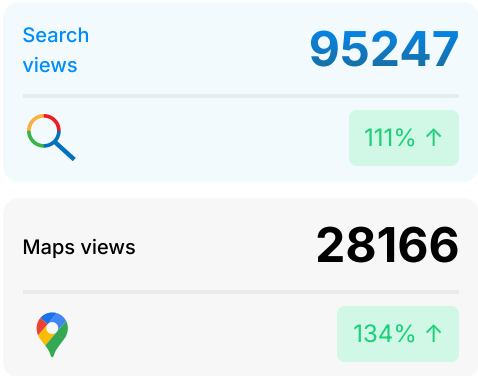 Search
views
95247
111% ↑
Maps views
28166
134% ↑